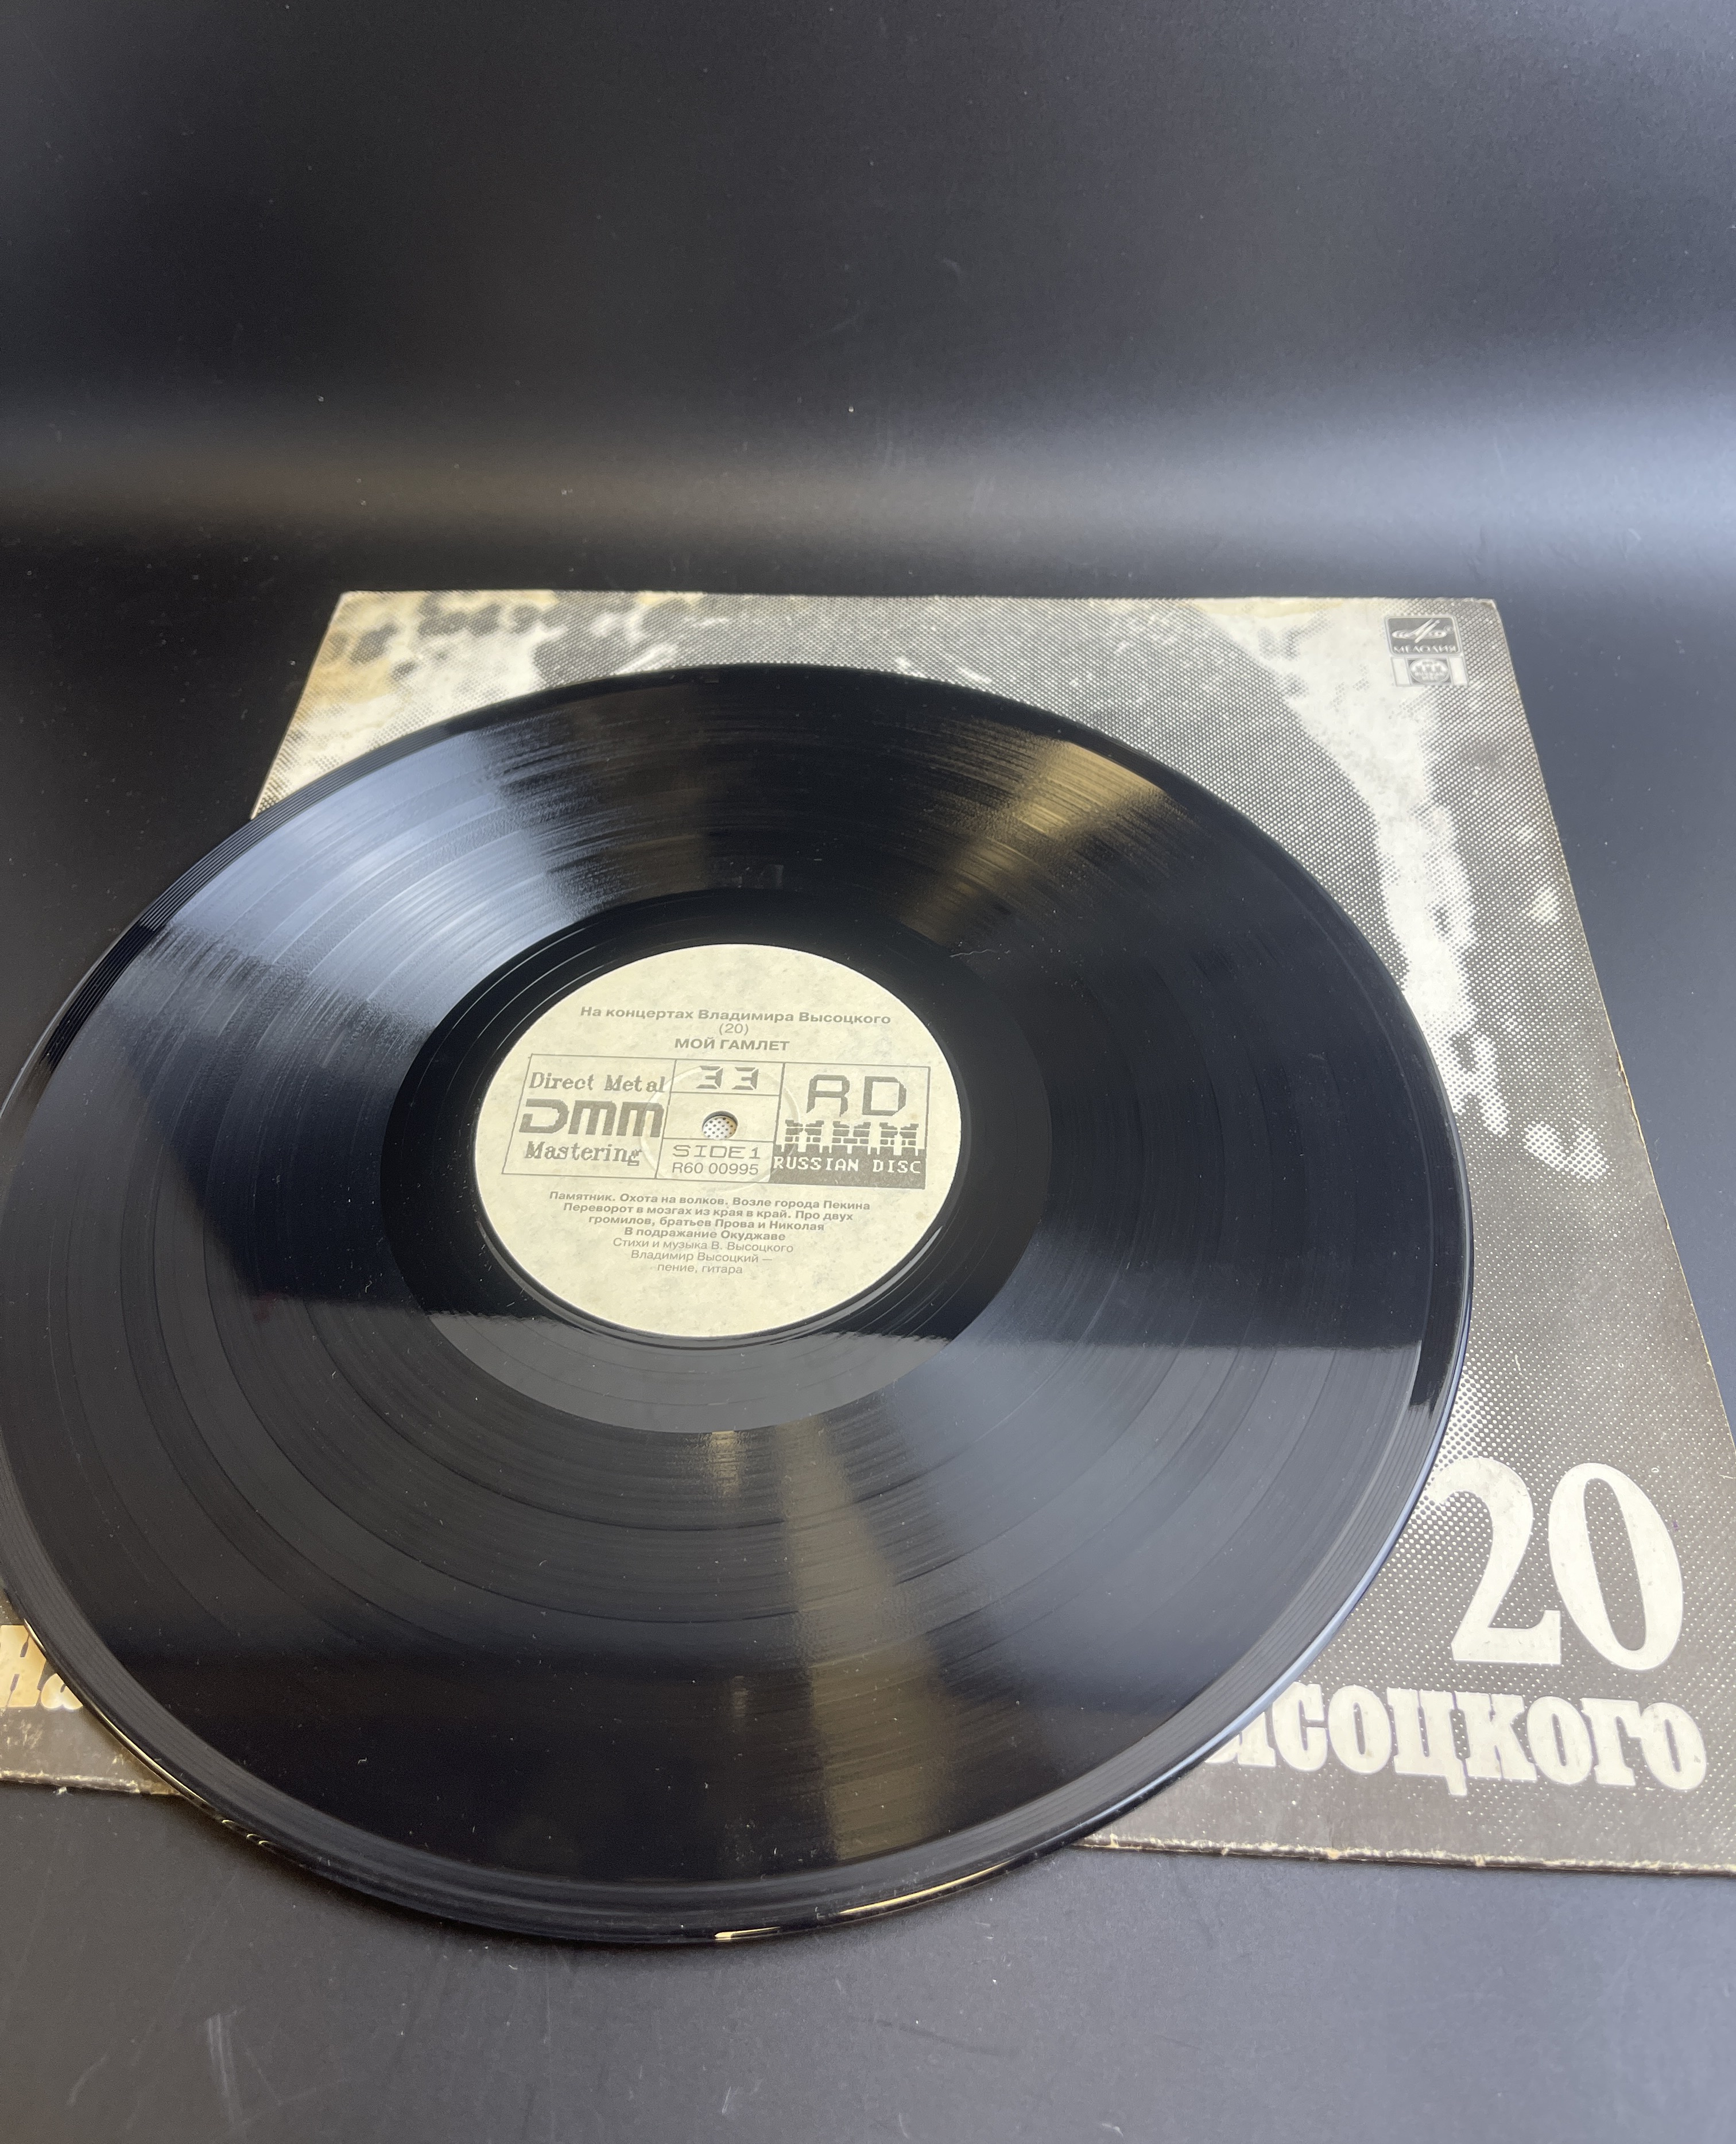 МЕЛОДИЯ
На концертах Владимира Высоцкого
(20)
МОЙ ГАМЛЕТ
Direct Metal
DMM
Mastering
33
SIDE 1
R60 00995
RD
RUSSIAN DISC
Памятник. Охота на волков. Возле города Пекина
Переворот в мозгах из края в край. Про двух
громилов, братьев Прова и Николая
В подражание Окуджаве
Стихи и музыка В. Высоцкого
Владимир Высоцкий —
пение, гитара
20
На
ысоцкого